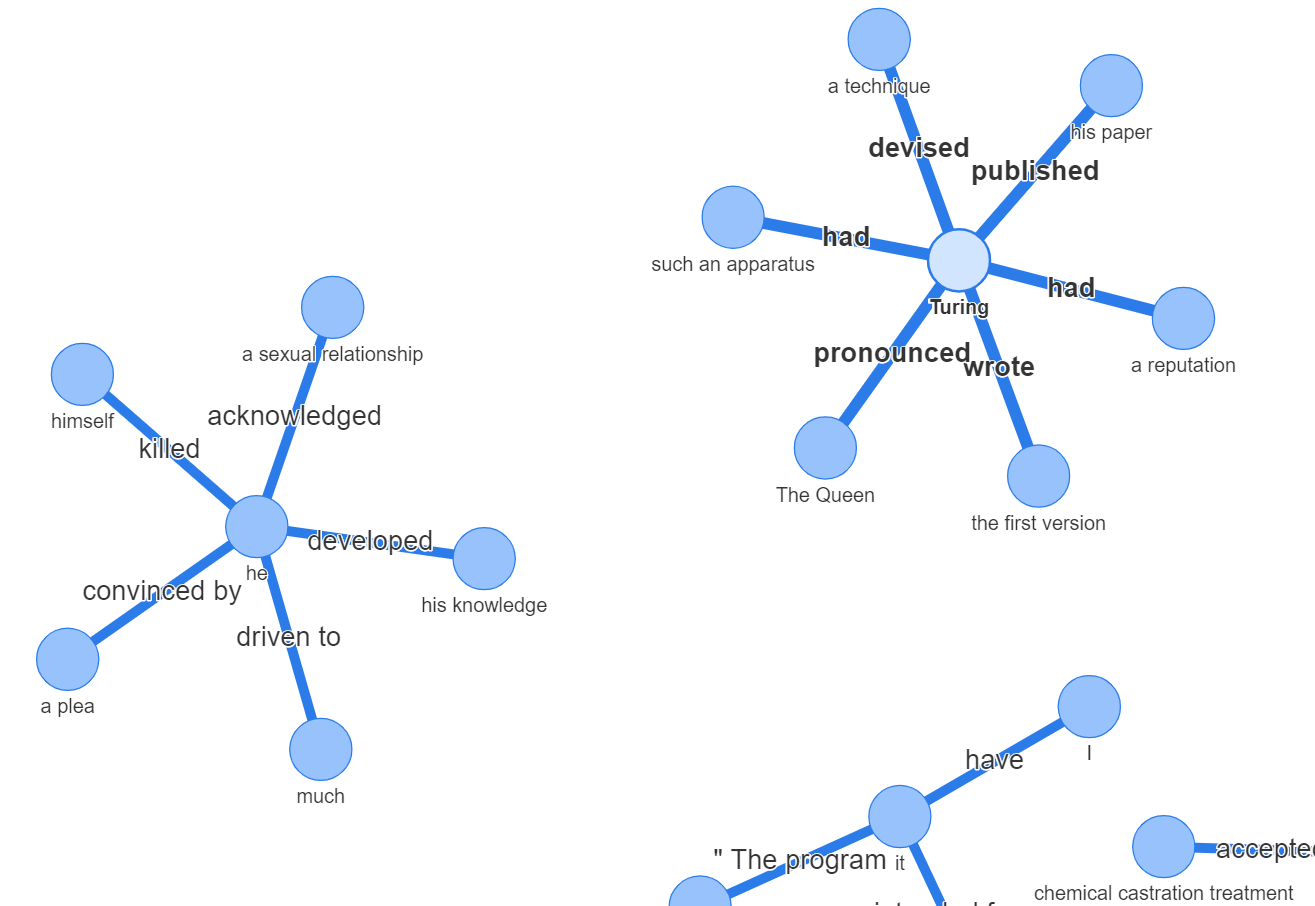 a technique
his paper
devised
published
had
such an apparatus
had
Turing
a reputation
pronounced
wrote
The Queen
the first version
a sexual relationship
himself
acknowledged
killed
developed
he
his knowledge
convinced by
driven to
a plea
much
have
I
" The program
it
accepted
chemical castration treatment